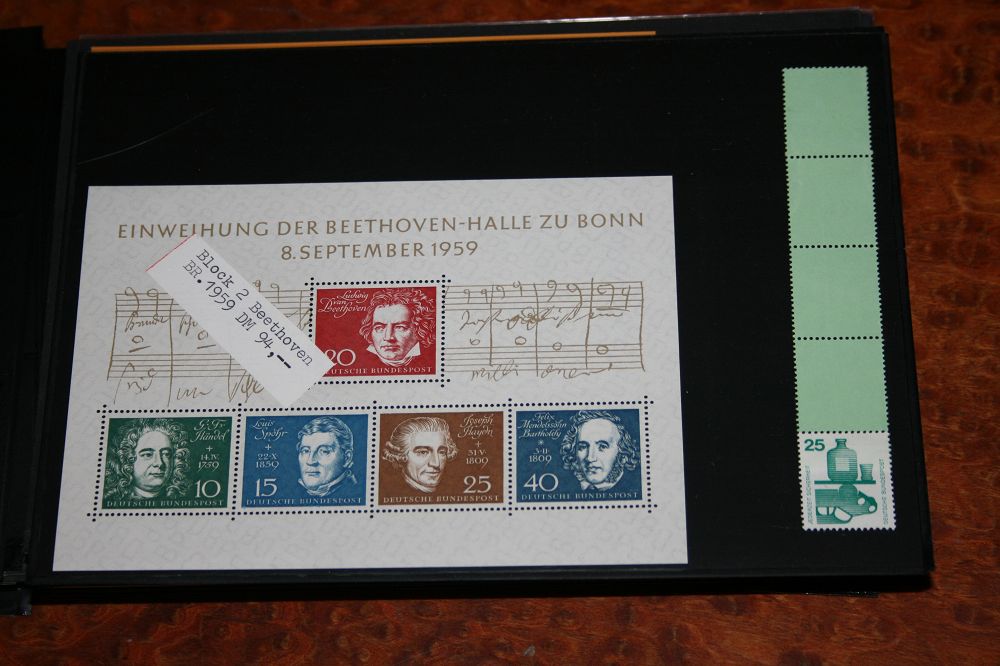 EINWEIHUNG DER BEETHOVEN-HALLE ZU BONN
8. SEPTEMBER 1959
Block 2 Beethoven
BR. 1959 DM 94,--
Ludwig
van
Beethoven
20
DEUTSCHE BUNDESPOST
G. Fr.
Händel
+
14·IV
1759
10
DEUTSCHE BUNDESPOST
Louis
Spohr
+
22·X
1859
15
DEUTSCHE BUNDESPOST
Joseph
Haydn
+
31·V
1809
25
DEUTSCHE BUNDESPOST
Felix
Mendelssohn
Bartholdy
*
3·II
1809
40
DEUTSCHE BUNDESPOST
25